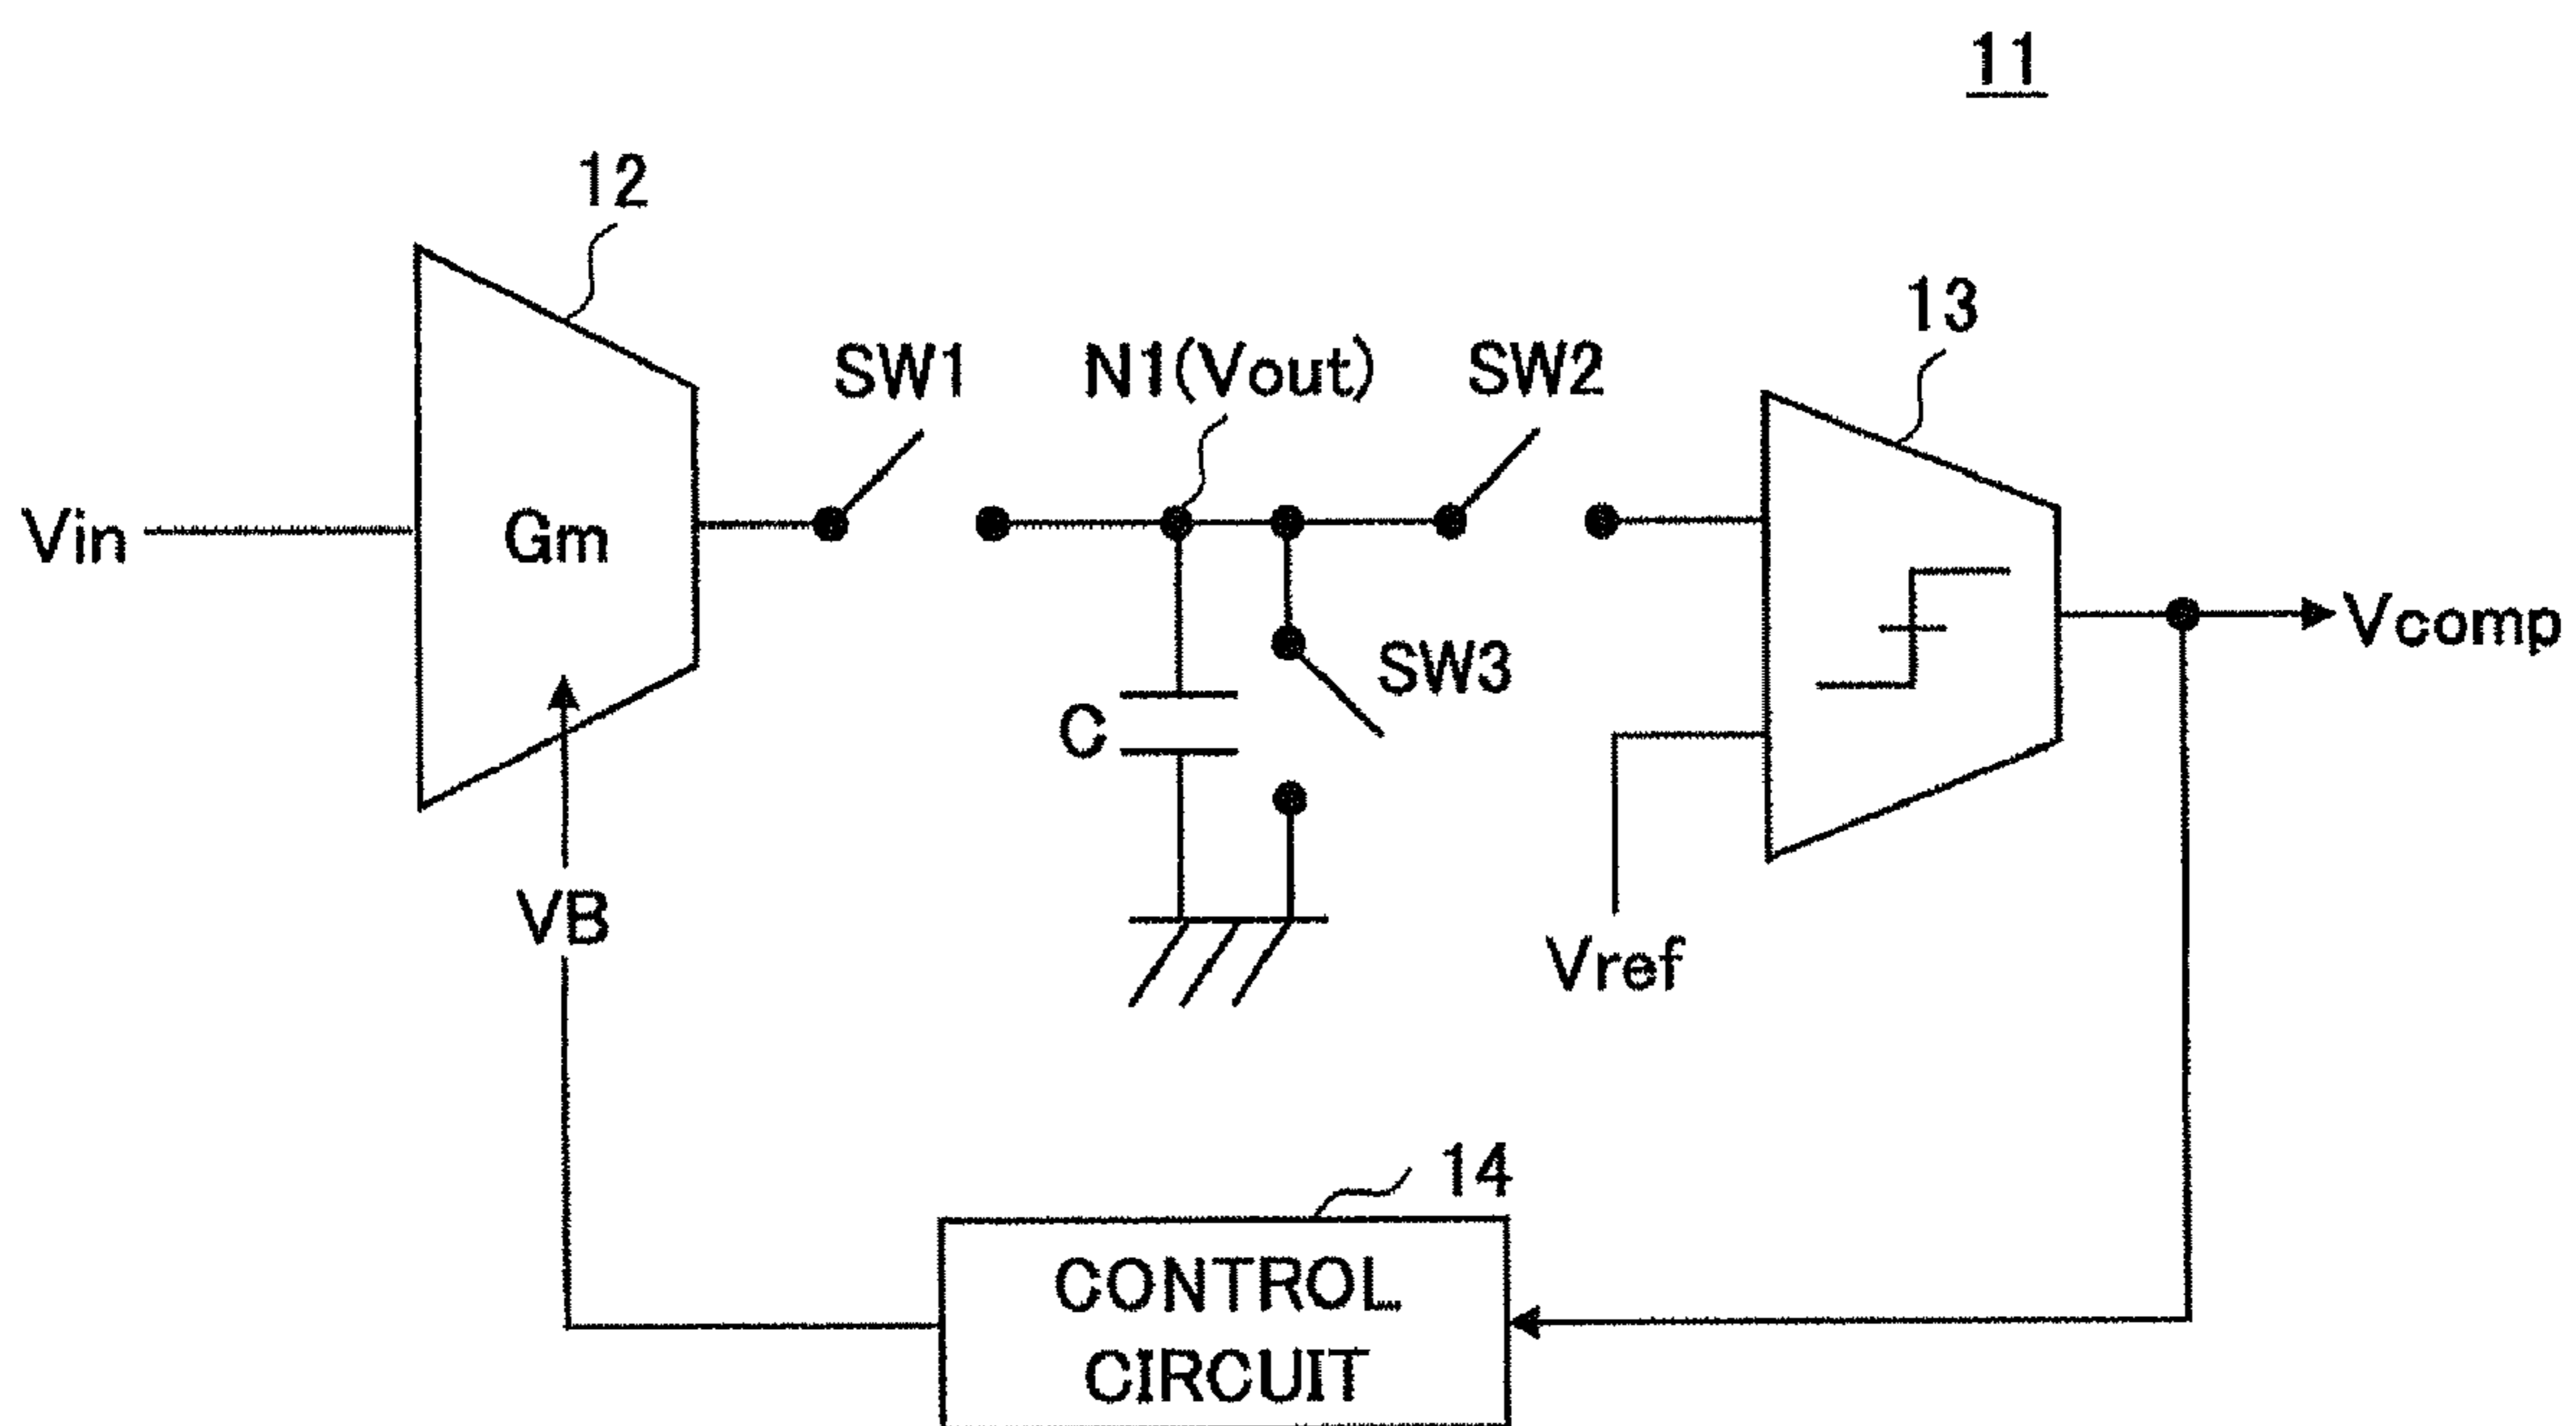 11
12
13
SW1
N1(Vout)
SW2
Vin
Gm
Vcomp
SW3
C
VB
Vref
14
CONTROL
CIRCUIT